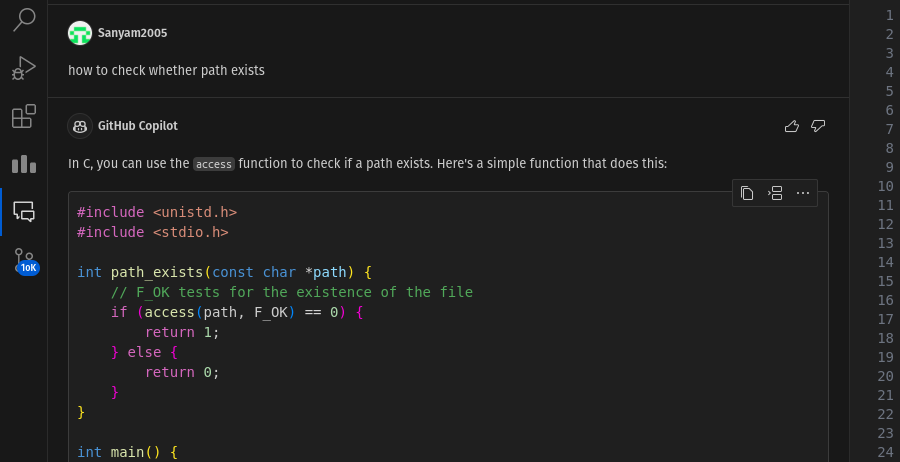 Sanyam2005
how to check whether path exists
GitHub Copilot
In C, you can use the access function to check if a path exists. Here's a simple function that does this:
#include <unistd.h>
#include <stdio.h>
int path_exists(const char *path) {
    // F_OK tests for the existence of the file
    if (access(path, F_OK) == 0) {
        return 1;
    } else {
        return 0;
    }
}
int main() {
10K
1
2
3
4
5
6
7
8
9
10
11
12
13
14
15
16
17
18
19
20
21
22
23
24